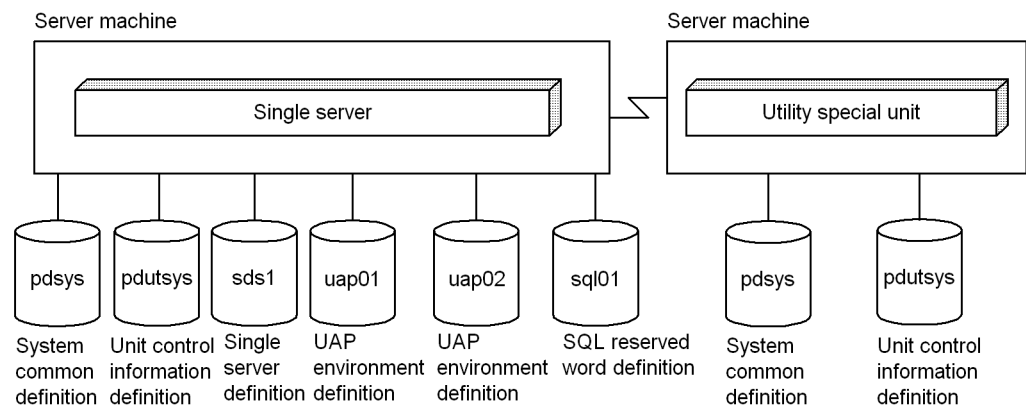 Server machine
Server machine
Single server
Utility special unit
pdsys
pdutsys
sds1
uap01
uap02
sql01
pdsys
pdutsys
System
common
definition
Unit control
information
definition
Single
server
definition
UAP
environment
definition
UAP
environment
definition
SQL reserved
word definition
System
common
definition
Unit control
information
definition